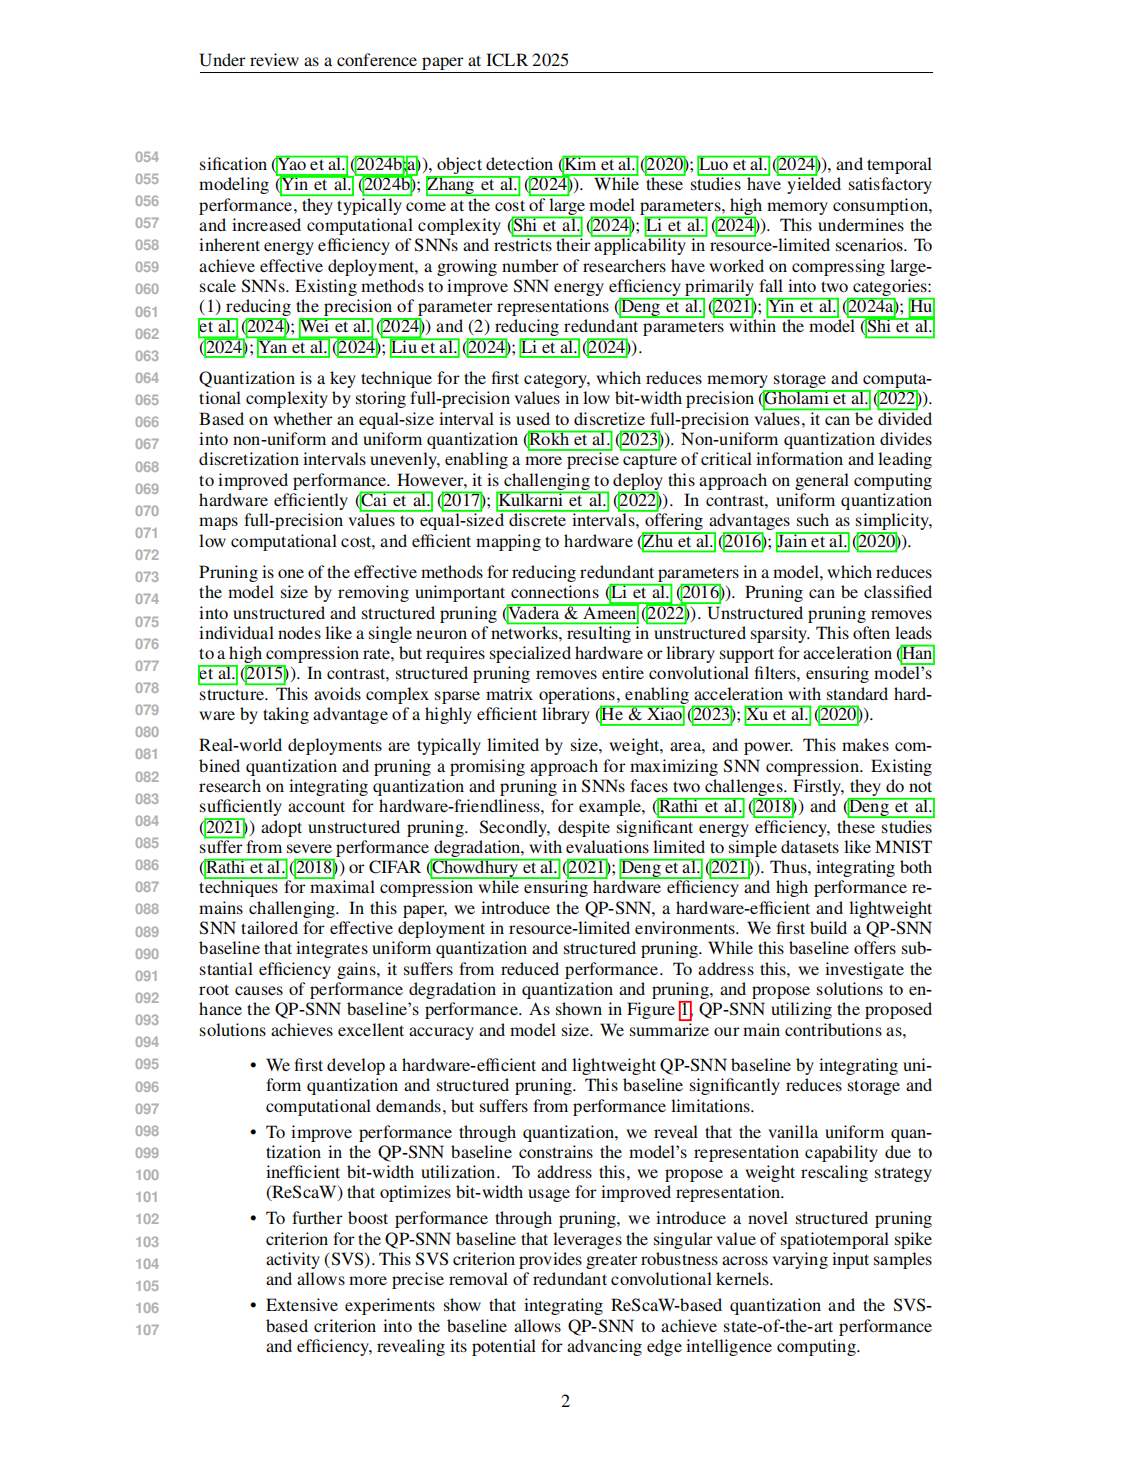 Under review as a conference paper at ICLR 2025
054
055
056
057
058
059
060
061
062
063
064
065
066
067
068
069
070
071
072
073
074
075
076
077
078
079
080
081
082
083
084
085
086
087
088
089
090
091
092
093
094
095
096
097
098
099
100
101
102
103
104
105
106
107
sification (Yao et al. (2024b;a)), object detection (Kim et al. (2020); Luo et al. (2024)), and temporal
modeling (Yin et al. (2024b); Zhang et al. (2024)). While these studies have yielded satisfactory
performance, they typically come at the cost of large model parameters, high memory consumption,
and increased computational complexity (Shi et al. (2024); Li et al. (2024)). This undermines the
inherent energy efficiency of SNNs and restricts their applicability in resource-limited scenarios. To
achieve effective deployment, a growing number of researchers have worked on compressing large-
scale SNNs. Existing methods to improve SNN energy efficiency primarily fall into two categories:
(1) reducing the precision of parameter representations (Deng et al. (2021); Yin et al. (2024a); Hu
et al. (2024); Wei et al. (2024)) and (2) reducing redundant parameters within the model (Shi et al.
(2024); Yan et al. (2024); Liu et al. (2024); Li et al. (2024)).
Quantization is a key technique for the first category, which reduces memory storage and computa-
tional complexity by storing full-precision values in low bit-width precision (Gholami et al. (2022)).
Based on whether an equal-size interval is used to discretize full-precision values, it can be divided
into non-uniform and uniform quantization (Rokh et al. (2023)). Non-uniform quantization divides
discretization intervals unevenly, enabling a more precise capture of critical information and leading
to improved performance. However, it is challenging to deploy this approach on general computing
hardware efficiently (Cai et al. (2017); Kulkarni et al. (2022)). In contrast, uniform quantization
maps full-precision values to equal-sized discrete intervals, offering advantages such as simplicity,
low computational cost, and efficient mapping to hardware (Zhu et al. (2016); Jain et al. (2020)).
Pruning is one of the effective methods for reducing redundant parameters in a model, which reduces
the model size by removing unimportant connections (Li et al. (2016)). Pruning can be classified
into unstructured and structured pruning (Vadera & Ameen (2022)). Unstructured pruning removes
individual nodes like a single neuron of networks, resulting in unstructured sparsity. This often leads
to a high compression rate, but requires specialized hardware or library support for acceleration (Han
et al. (2015)). In contrast, structured pruning removes entire convolutional filters, ensuring model's
structure. This avoids complex sparse matrix operations, enabling acceleration with standard hard-
ware by taking advantage of a highly efficient library (He & Xiao (2023); Xu et al. (2020)).
Real-world deployments are typically limited by size, weight, area, and power. This makes com-
bined quantization and pruning a promising approach for maximizing SNN compression. Existing
research on integrating quantization and pruning in SNNs faces two challenges. Firstly, they do not
sufficiently account for hardware-friendliness, for example, (Rathi et al. (2018)) and (Deng et al.
(2021)) adopt unstructured pruning. Secondly, despite significant energy efficiency, these studies
suffer from severe performance degradation, with evaluations limited to simple datasets like MNIST
(Rathi et al. (2018)) or CIFAR (Chowdhury et al. (2021); Deng et al. (2021)). Thus, integrating both
techniques for maximal compression while ensuring hardware efficiency and high performance re-
mains challenging. In this paper, we introduce the QP-SNN, a hardware-efficient and lightweight
SNN tailored for effective deployment in resource-limited environments. We first build a QP-SNN
baseline that integrates uniform quantization and structured pruning. While this baseline offers sub-
stantial efficiency gains, it suffers from reduced performance. To address this, we investigate the
root causes of performance degradation in quantization and pruning, and propose solutions to en-
hance the QP-SNN baseline's performance. As shown in Figure 1, QP-SNN utilizing the proposed
solutions achieves excellent accuracy and model size. We summarize our main contributions as,
• We first develop a hardware-efficient and lightweight QP-SNN baseline by integrating uni-
form quantization and structured pruning. This baseline significantly reduces storage and
computational demands, but suffers from performance limitations.
• To improve performance through quantization, we reveal that the vanilla uniform quan-
tization in the QP-SNN baseline constrains the model's representation capability due to
inefficient bit-width utilization. To address this, we propose a weight rescaling strategy
(ReScaW) that optimizes bit-width usage for improved representation.
• To further boost performance through pruning, we introduce a novel structured pruning
criterion for the QP-SNN baseline that leverages the singular value of spatiotemporal spike
activity (SVS). This SVS criterion provides greater robustness across varying input samples
and allows more precise removal of redundant convolutional kernels.
• Extensive experiments show that integrating ReScaW-based quantization and the SVS-
based criterion into the baseline allows QP-SNN to achieve state-of-the-art performance
and efficiency, revealing its potential for advancing edge intelligence computing.
2